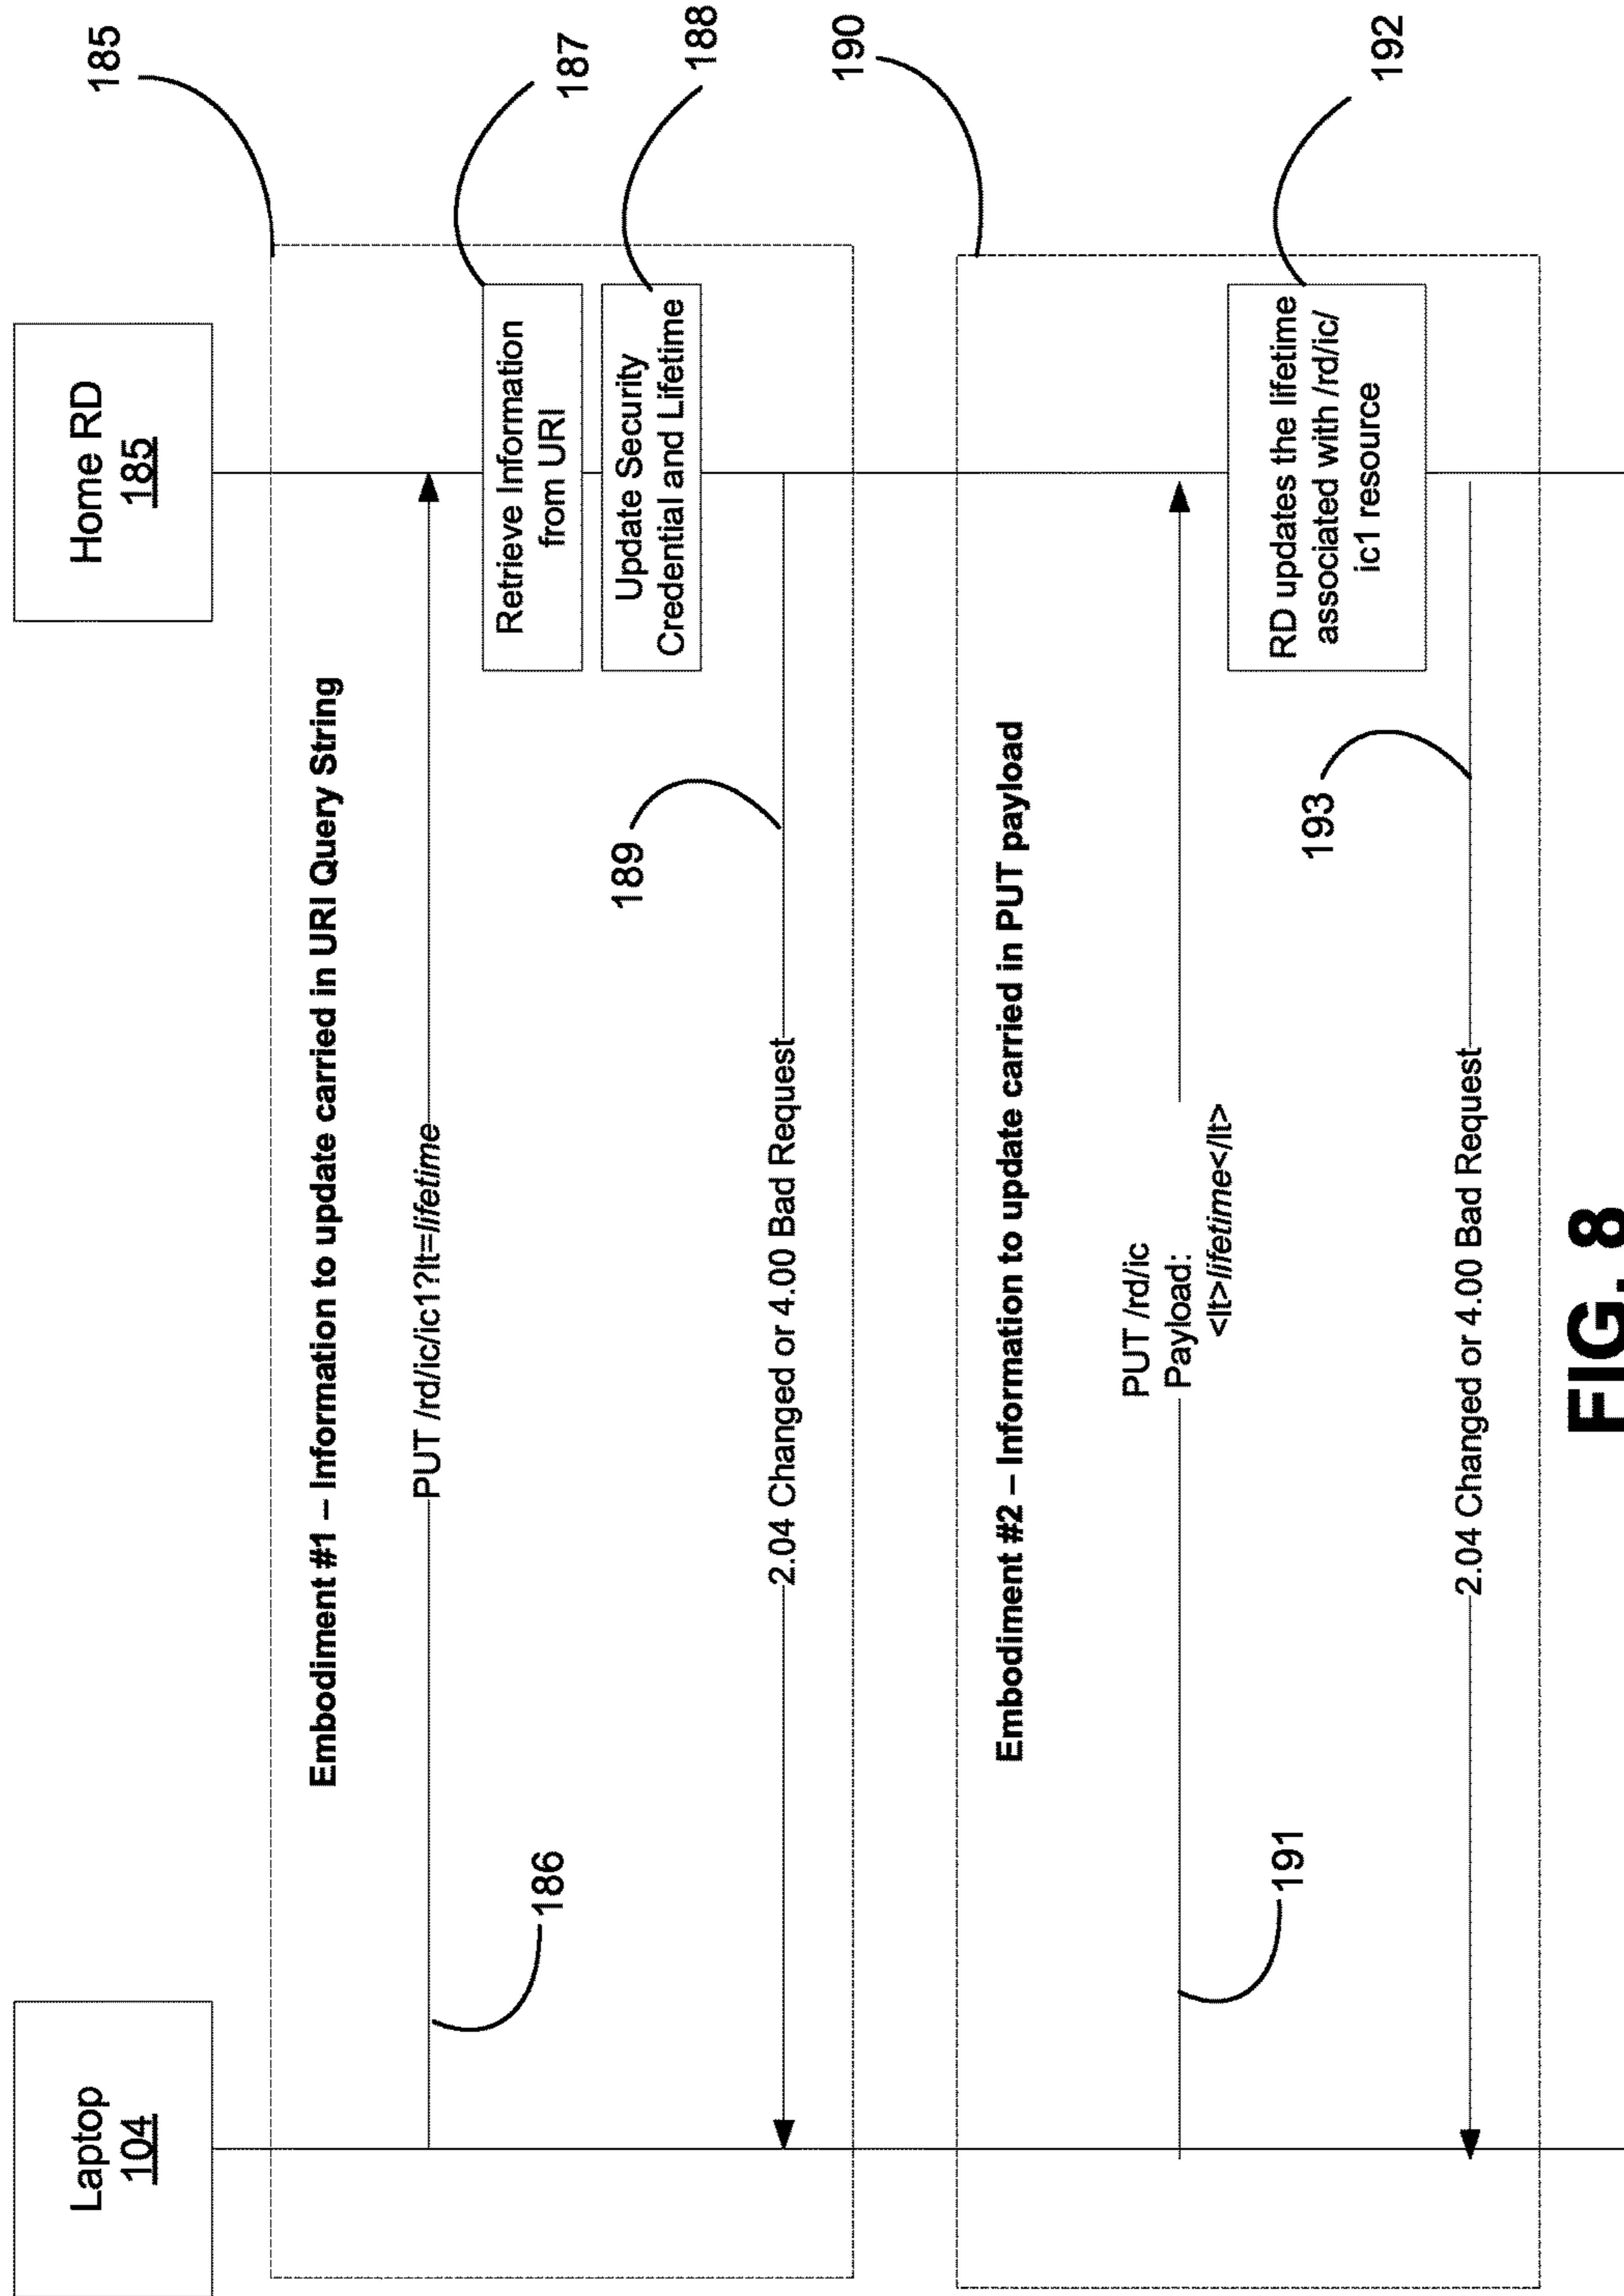 Laptop
104
Home RD
185
185
Embodiment #1 – Information to update carried in URI Query String
PUT /rd/ic/ic1?lt=lifetime
186
Retrieve Information
from URI
187
Update Security
Credential and Lifetime
188
189
2.04 Changed or 4.00 Bad Request
190
Embodiment #2 – Information to update carried in PUT payload
PUT /rd/ic
Payload:
<lt>lifetime</lt>
191
RD updates the lifetime
associated with /rd/ic/
ic1 resource
192
193
2.04 Changed or 4.00 Bad Request
FIG. 8